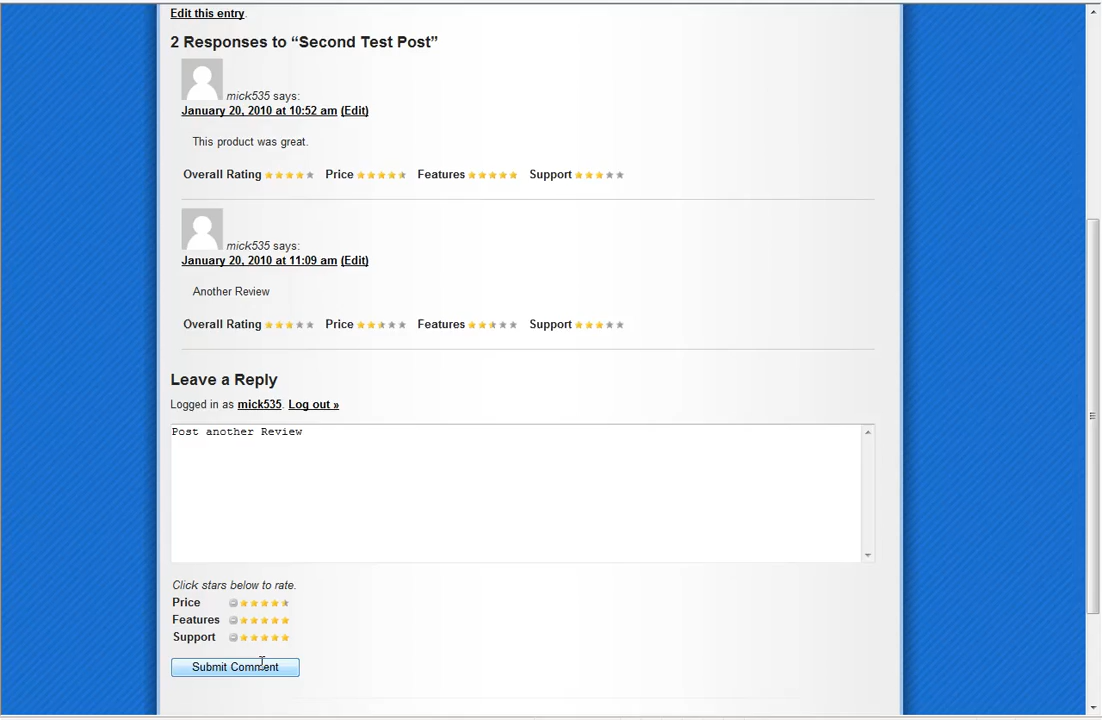 Edit this entry.
2 Responses to “Second Test Post”
mick535 says:
January 20, 2010 at 10:52 am (Edit)
This product was great.
Overall Rating Price Features Support
mick535 says:
January 20, 2010 at 11:09 am (Edit)
Another Review
Overall Rating Price Features Support
Leave a Reply
Logged in as mick535. Log out »
Post another Review
Click stars below to rate.
Price
Features
Support
Submit Comment